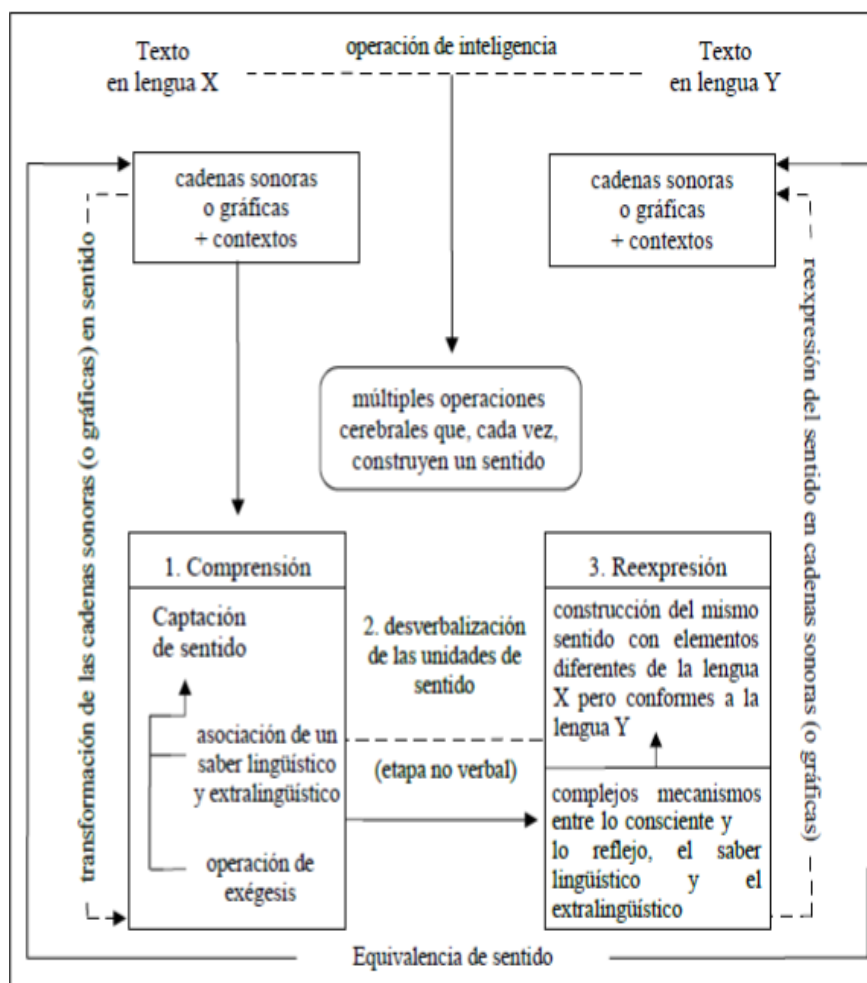 Texto
en lengua X
operación de inteligencia
Texto
en lengua Y
cadenas sonoras
o gráficas
+ contextos
cadenas sonoras
o gráficas
+ contextos
transformación de las cadenas sonoras (o gráficas) en sentido
reexpresión del sentido en cadenas sonoras (o gráficas)
múltiples operaciones
cerebrales que, cada vez,
construyen un sentido
1. Comprensión
Captación
de sentido
asociación de un
saber lingüístico
y extralingüístico
operación de
exégesis
2. desverbalización
de las unidades de
sentido
(etapa no verbal)
3. Reexpresión
construcción del mismo
sentido con elementos
diferentes de la lengua
X pero conformes a la
lengua Y
complejos mecanismos
entre lo consciente y
lo reflejo, el saber
lingüístico y el
extralingüístico
Equivalencia de sentido